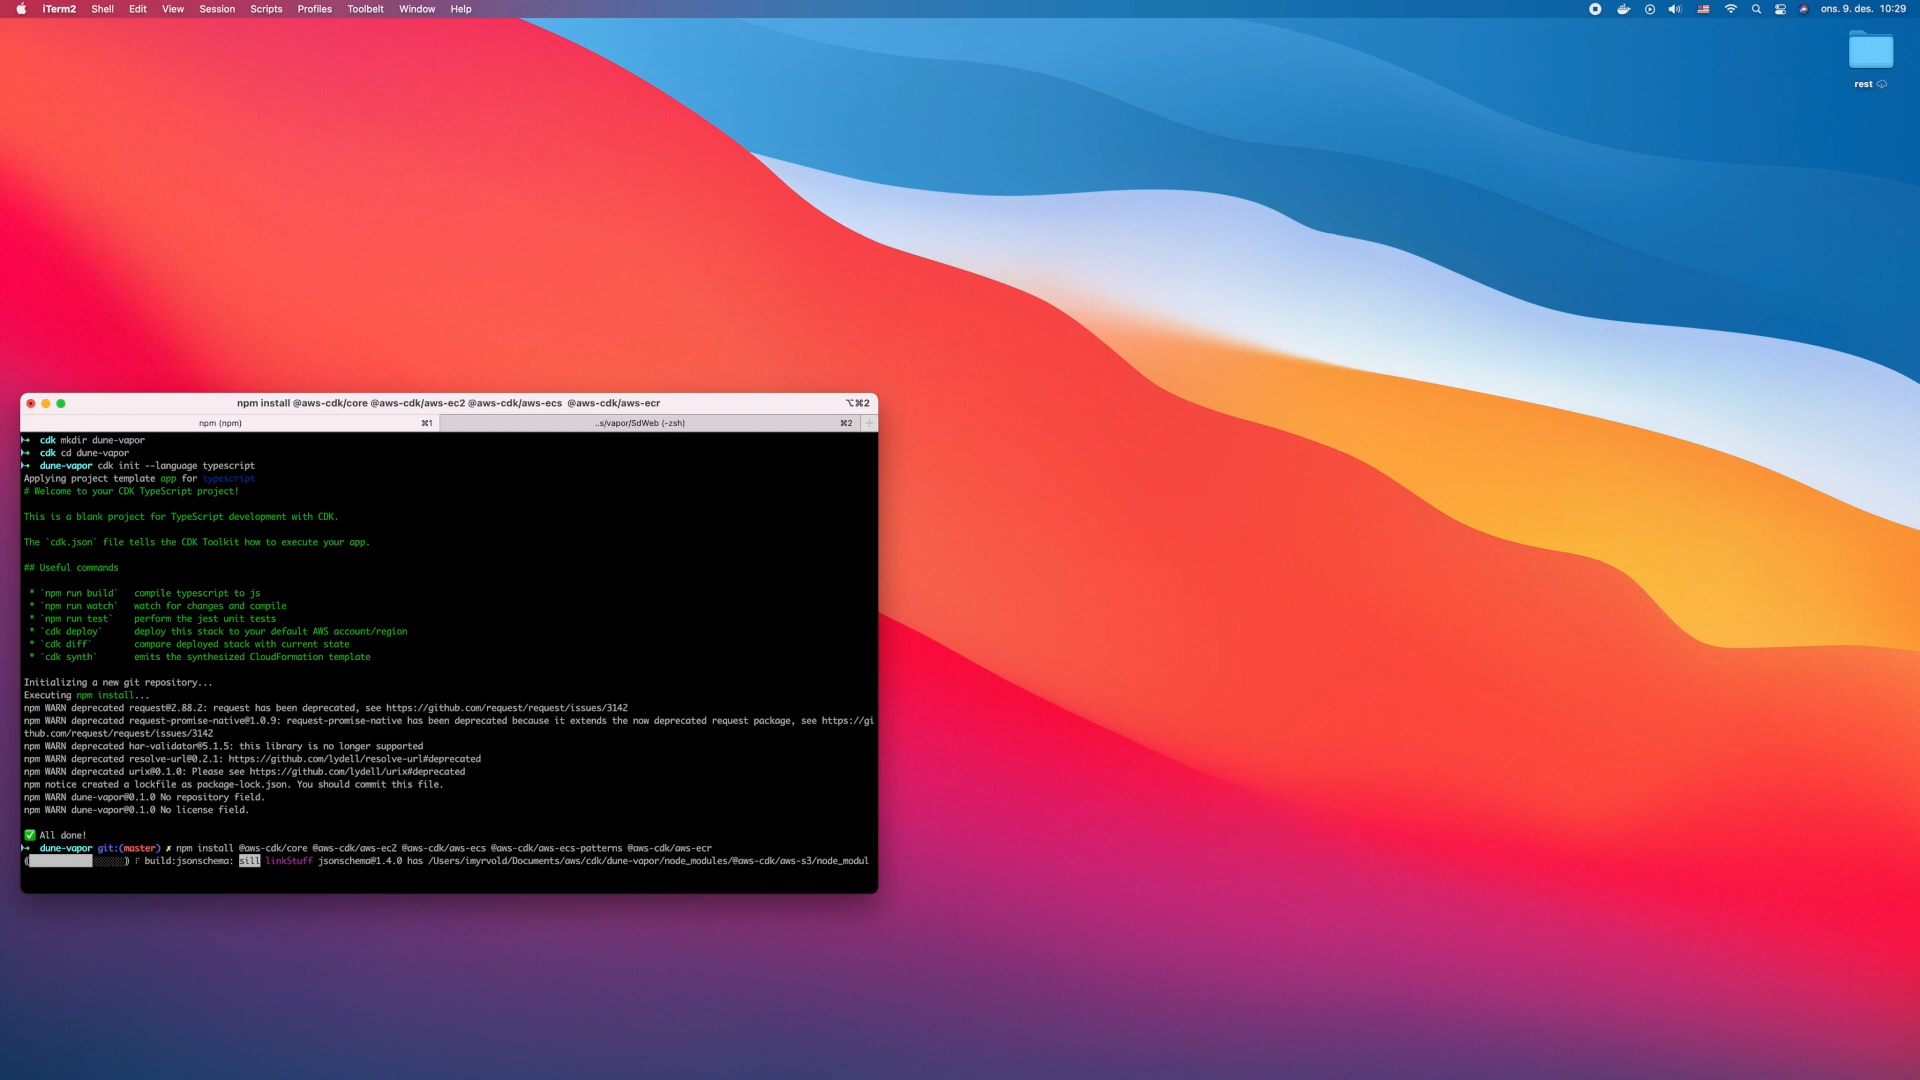 iTerm2 Shell Edit View Session Scripts Profiles Toolbelt Window Help ons. 9. des. 10:29
rest
npm install @aws-cdk/core @aws-cdk/aws-ec2 @aws-cdk/aws-ecs @aws-cdk/aws-ecr ⌥⌘2
npm (npm) ⌘1 ..s/vapor/SdWeb (-zsh) ⌘2 +
→ cdk mkdir dune-vapor
→ cdk cd dune-vapor
→ dune-vapor cdk init --language typescript
Applying project template app for typescript
# Welcome to your CDK TypeScript project!
This is a blank project for TypeScript development with CDK.
The `cdk.json` file tells the CDK Toolkit how to execute your app.
## Useful commands
* `npm run build` compile typescript to js
* `npm run watch` watch for changes and compile
* `npm run test` perform the jest unit tests
* `cdk deploy` deploy this stack to your default AWS account/region
* `cdk diff` compare deployed stack with current state
* `cdk synth` emits the synthesized CloudFormation template
Initializing a new git repository...
Executing npm install...
npm WARN deprecated request@2.88.2: request has been deprecated, see https://github.com/request/request/issues/3142
npm WARN deprecated request-promise-native@1.0.9: request-promise-native has been deprecated because it extends the now deprecated request package, see https://gi
thub.com/request/request/issues/3142
npm WARN deprecated har-validator@5.1.5: this library is no longer supported
npm WARN deprecated resolve-url@0.2.1: https://github.com/lydell/resolve-url#deprecated
npm WARN deprecated urix@0.1.0: Please see https://github.com/lydell/urix#deprecated
npm notice created a lockfile as package-lock.json. You should commit this file.
npm WARN dune-vapor@0.1.0 No repository field.
npm WARN dune-vapor@0.1.0 No license field.
✅ All done!
→ dune-vapor git:(master) ✗ npm install @aws-cdk/core @aws-cdk/aws-ec2 @aws-cdk/aws-ecs @aws-cdk/aws-ecs-patterns @aws-cdk/aws-ecr
build:jsonschema: sill linkStuff jsonschema@1.4.0 has /Users/imyrvold/Documents/aws/cdk/dune-vapor/node_modules/@aws-cdk/aws-s3/node_modul